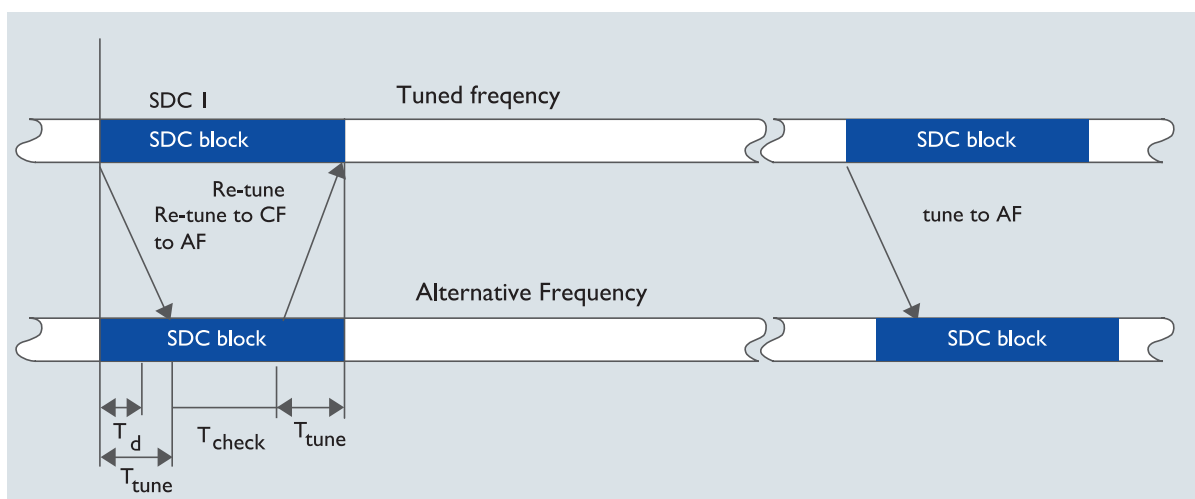 SDC 1
Tuned freqency
SDC block
SDC block
Re-tune
Re-tune to CF
to AF
tune to AF
Alternative Frequency
SDC block
SDC block
T d
T check
T tune
T tune